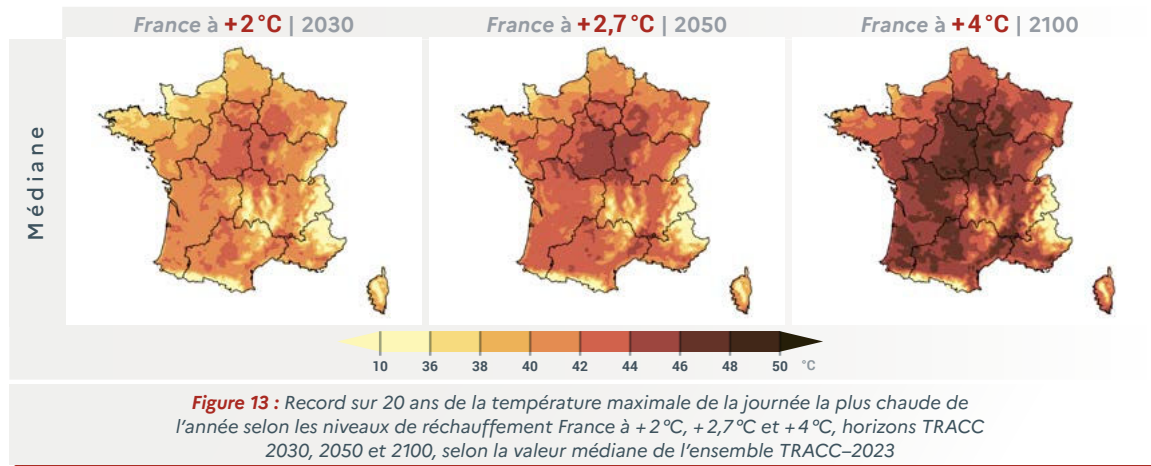 France à +2 °C | 2030
France à +2,7 °C | 2050
France à +4 °C | 2100
Médiane
10 36 38 40 42 44 46 48 50 °C
Figure 13 : Record sur 20 ans de la température maximale de la journée la plus chaude de
l’année selon les niveaux de réchauffement France à +2 °C, +2,7 °C et +4 °C, horizons TRACC
2030, 2050 et 2100, selon la valeur médiane de l’ensemble TRACC–2023